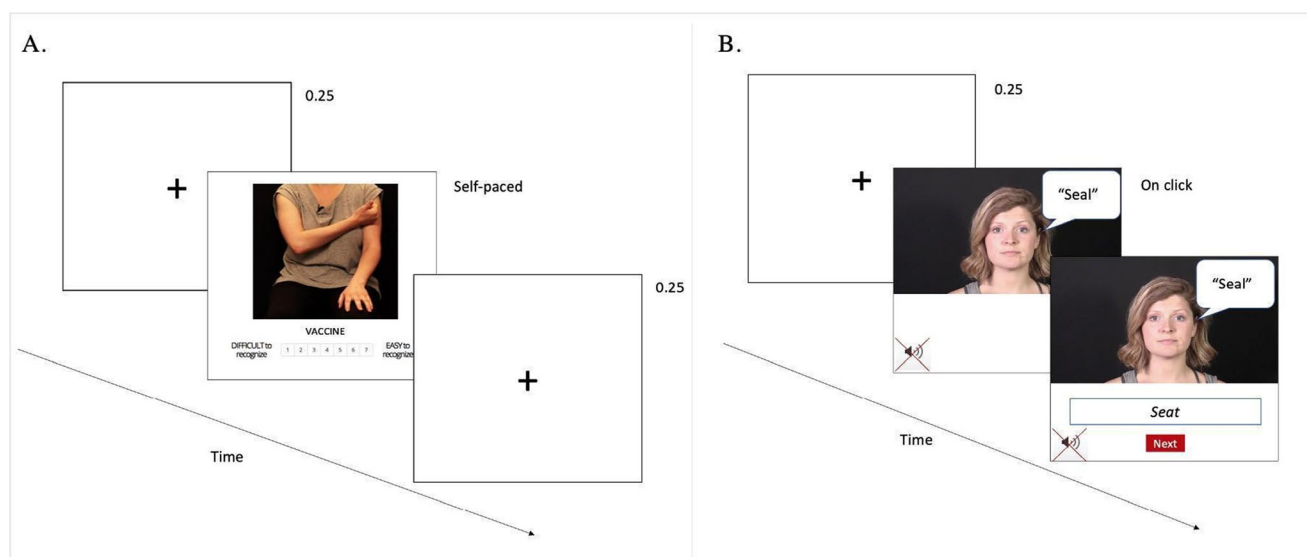 A.
0.25
Self-paced
VACCINE
DIFFICULT to
recognize
1 2 3 4 5 6 7
EASY to
recognize
0.25
Time
B.
0.25
"Seal"
On click
"Seal"
Seat
Next
Time